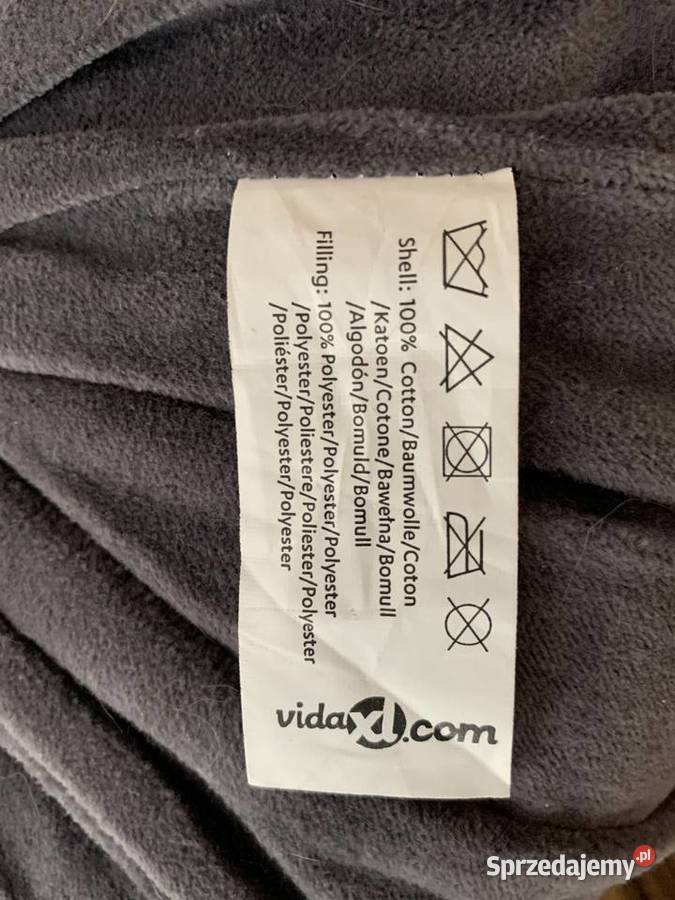 Shell: 100% Cotton/Baumwolle/Coton
/Katoen/Cotone/Bawełna/Bomull
/Algodón/Bomuld/Bomull
Filling: 100% Polyester/Polyester/Polyester
/Polyester/Poliestere/Poliester/Polyester
/Poliéster/Polyester/Polyester
vidaXL.com
Sprzedajemy.pl